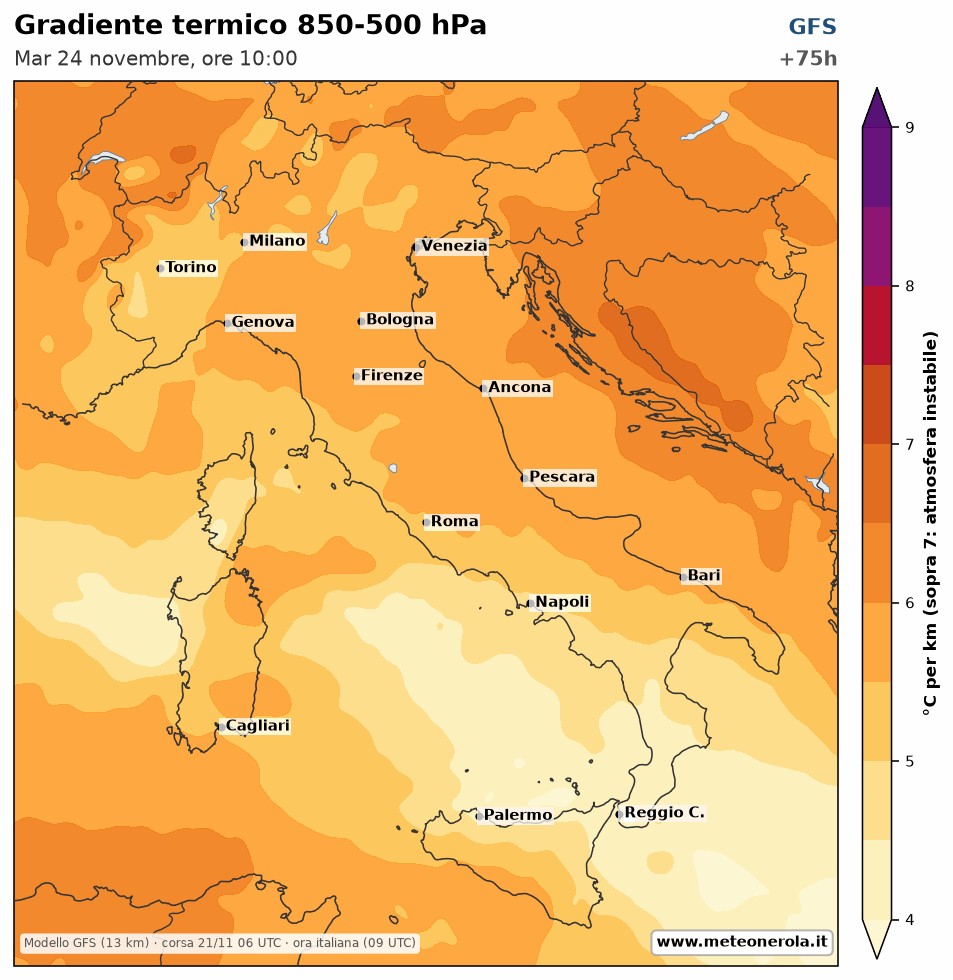 Gradiente termico 850-500 hPa
GFS
Mar 24 novembre, ore 10:00
+75h
9
8
7
6
5
4
°C per km (sopra 7: atmosfera instabile)
Milano
Venezia
Torino
Genova
Bologna
Firenze
Ancona
Pescara
Roma
Bari
Napoli
Cagliari
Palermo
Reggio C.
Modello GFS (13 km) · corsa 21/11 06 UTC · ora italiana (09 UTC)
www.meteonerola.it